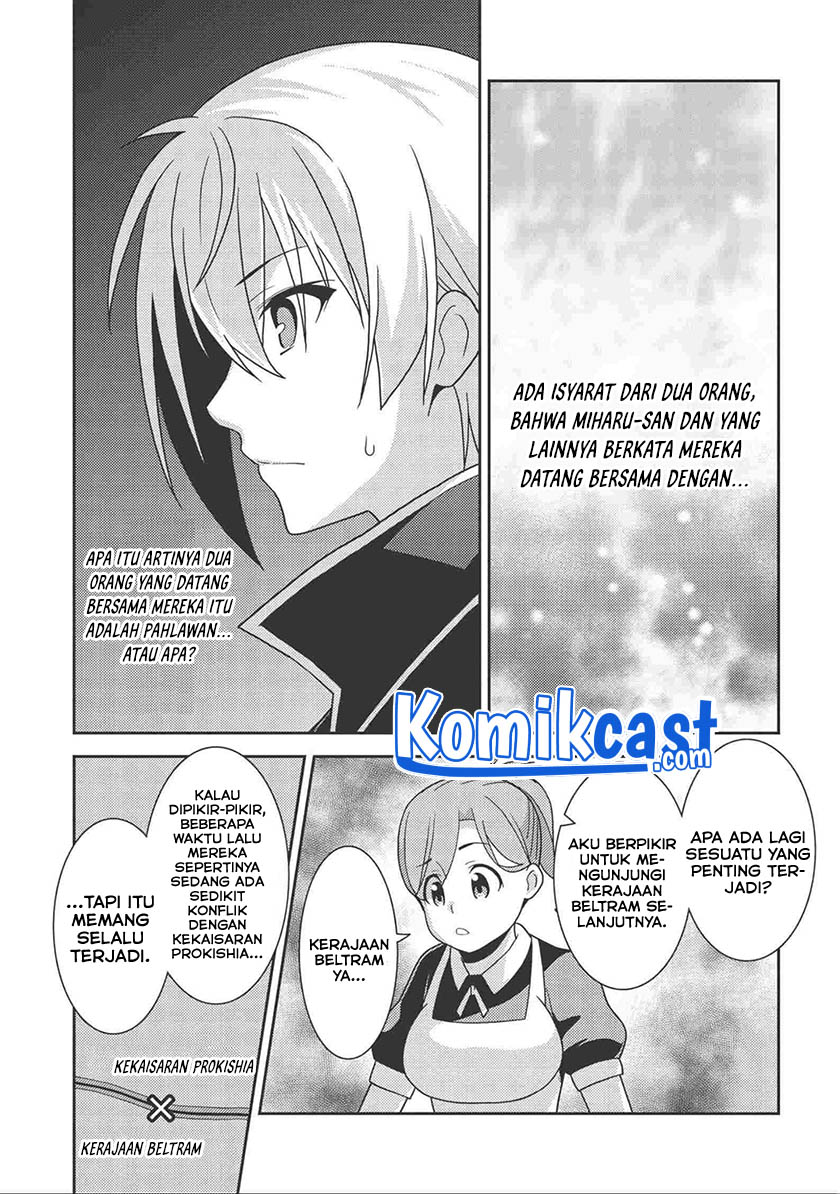 ADA ISYARAT DARI DUA ORANG,
BAHWA MIHARU-SAN DAN YANG
LAINNYA BERKATA MEREKA
DATANG BERSAMA DENGAN...
APA ITU ARTINYA DUA
ORANG YANG DATANG
BERSAMA MEREKA ITU
ADALAH PAHLAWAN...
ATAU APA?
Komikcast
.com
APA ADA LAGI
SESUATU YANG
PENTING TER-
JADI?
AKU BERPIKIR
UNTUK ME-
NGUNJUNGI
KERAJAAN
BELTRAM SE-
LANJUTNYA.
KERAJAAN
BELTRAM
YA...
KALAU
DIPIKIR-PIKIR,
BEBERAPA
WAKTU LALU
MEREKA
SEPERTINYA
SEDANG ADA
SEDIKIT
KONFLIK
DENGAN
KEKAISARAN
PROKISHIA...
...TAPI ITU
MEMANG
SELALU
TERJADI.
KEKAISARAN PROKISHIA
KERAJAAN BELTRAM